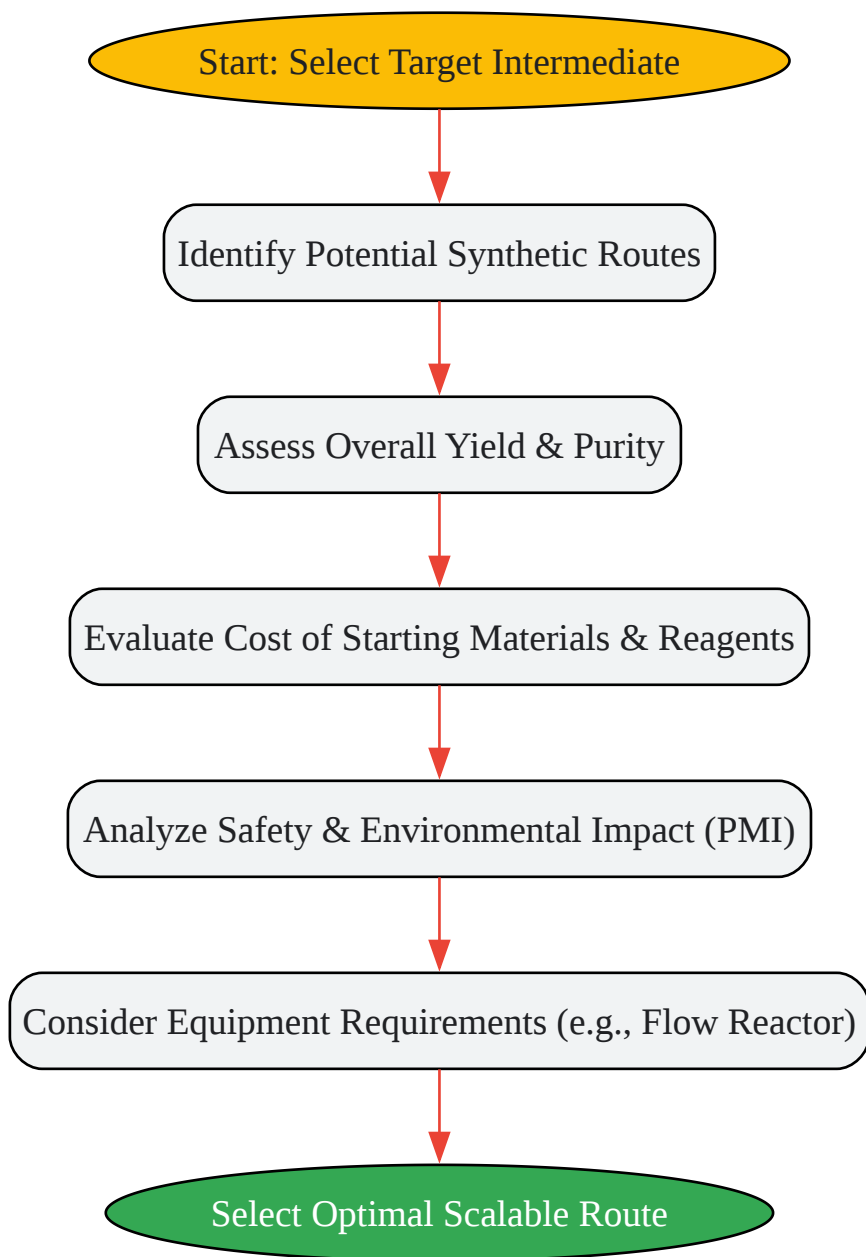 Start: Select Target Intermediate
Identify Potential Synthetic Routes
Assess Overall Yield & Purity
Evaluate Cost of Starting Materials & Reagents
Analyze Safety & Environmental Impact (PMI)
Consider Equipment Requirements (e.g., Flow Reactor)
Select Optimal Scalable Route